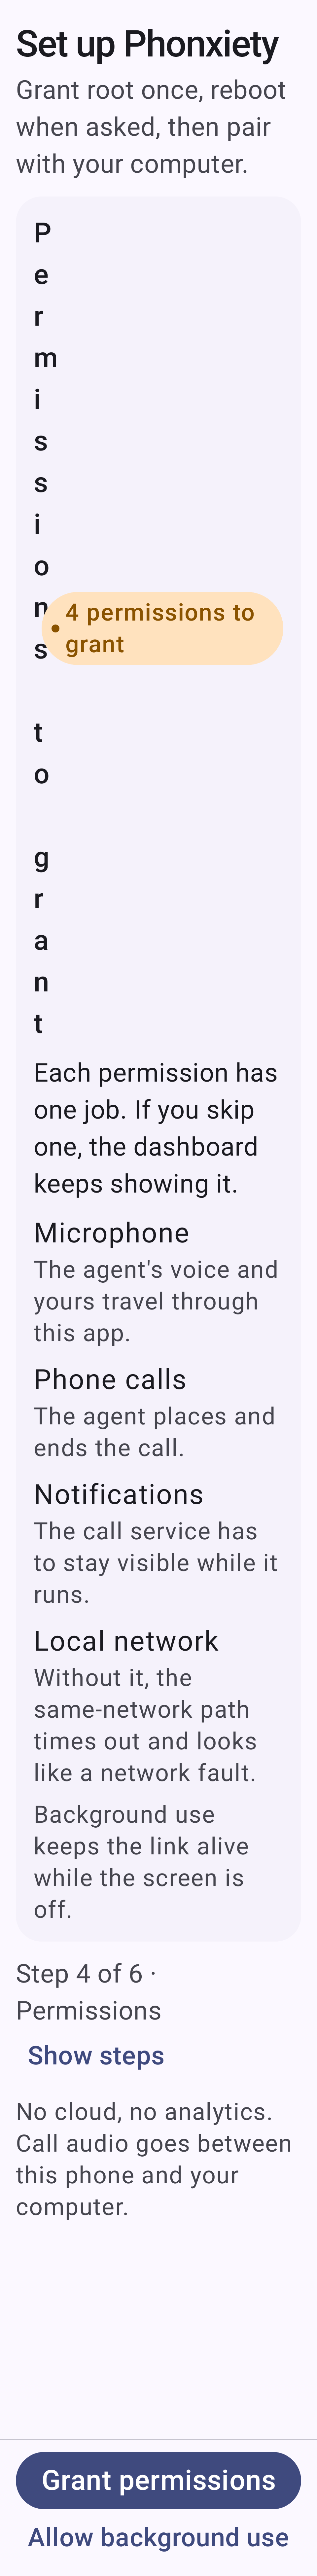 Set up Phonxiety
Grant root once, reboot
when asked, then pair
with your computer.
P
e
r
m
i
s
s
i
o
n
s
t
o
g
r
a
n
t
4 permissions to
grant
Each permission has
one job. If you skip
one, the dashboard
keeps showing it.
Microphone
The agent's voice and
yours travel through
this app.
Phone calls
The agent places and
ends the call.
Notifications
The call service has
to stay visible while it
runs.
Local network
Without it, the
same-network path
times out and looks
like a network fault.
Background use
keeps the link alive
while the screen is
off.
Step 4 of 6 ·
Permissions
Show steps
No cloud, no analytics.
Call audio goes between
this phone and your
computer.
Grant permissions
Allow background use